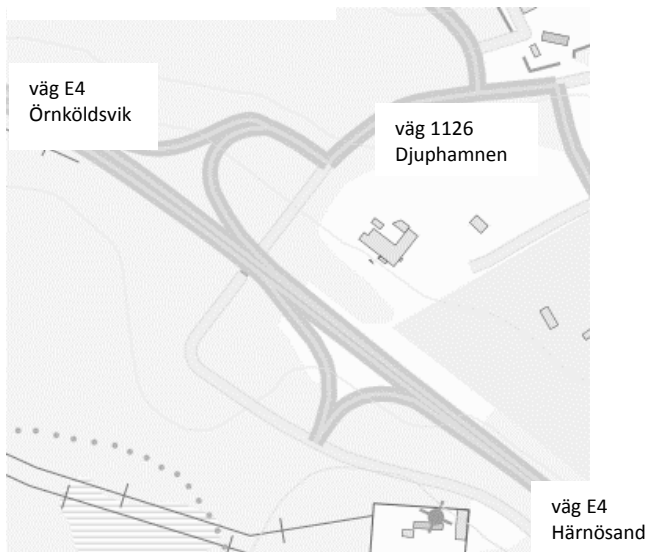 väg E4
Örnköldsvik
väg 1126
Djuphamnen
väg E4
Härnösand